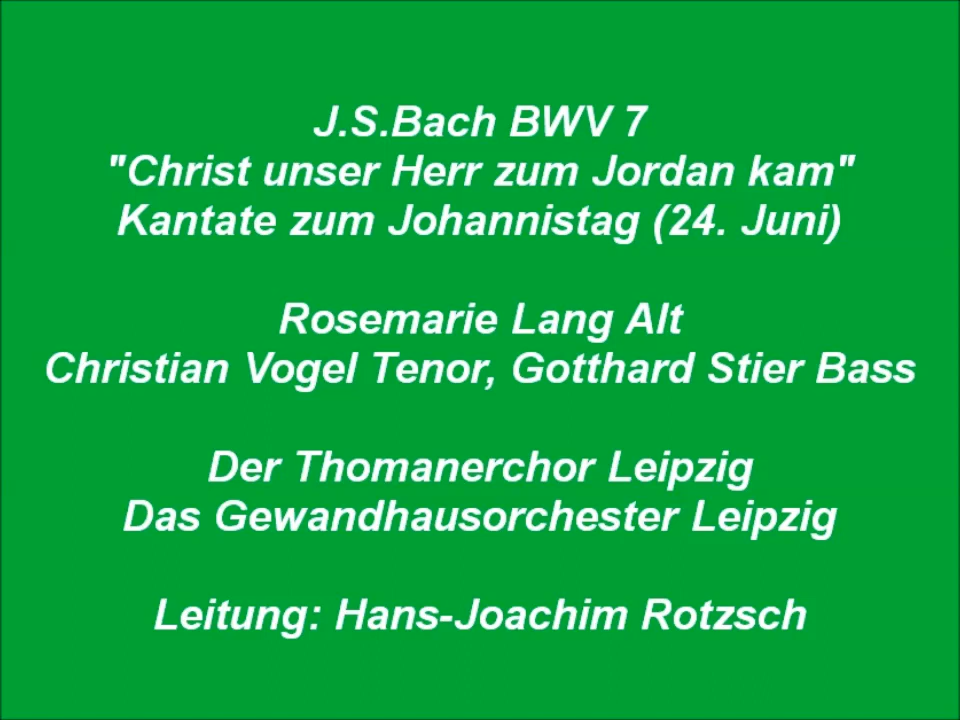 J.S.Bach BWV 7
"Christ unser Herr zum Jordan kam"
Kantate zum Johannistag (24. Juni)
Rosemarie Lang Alt
Christian Vogel Tenor, Gotthard Stier Bass
Der Thomanerchor Leipzig
Das Gewandhausorchester Leipzig
Leitung: Hans-Joachim Rotzsch